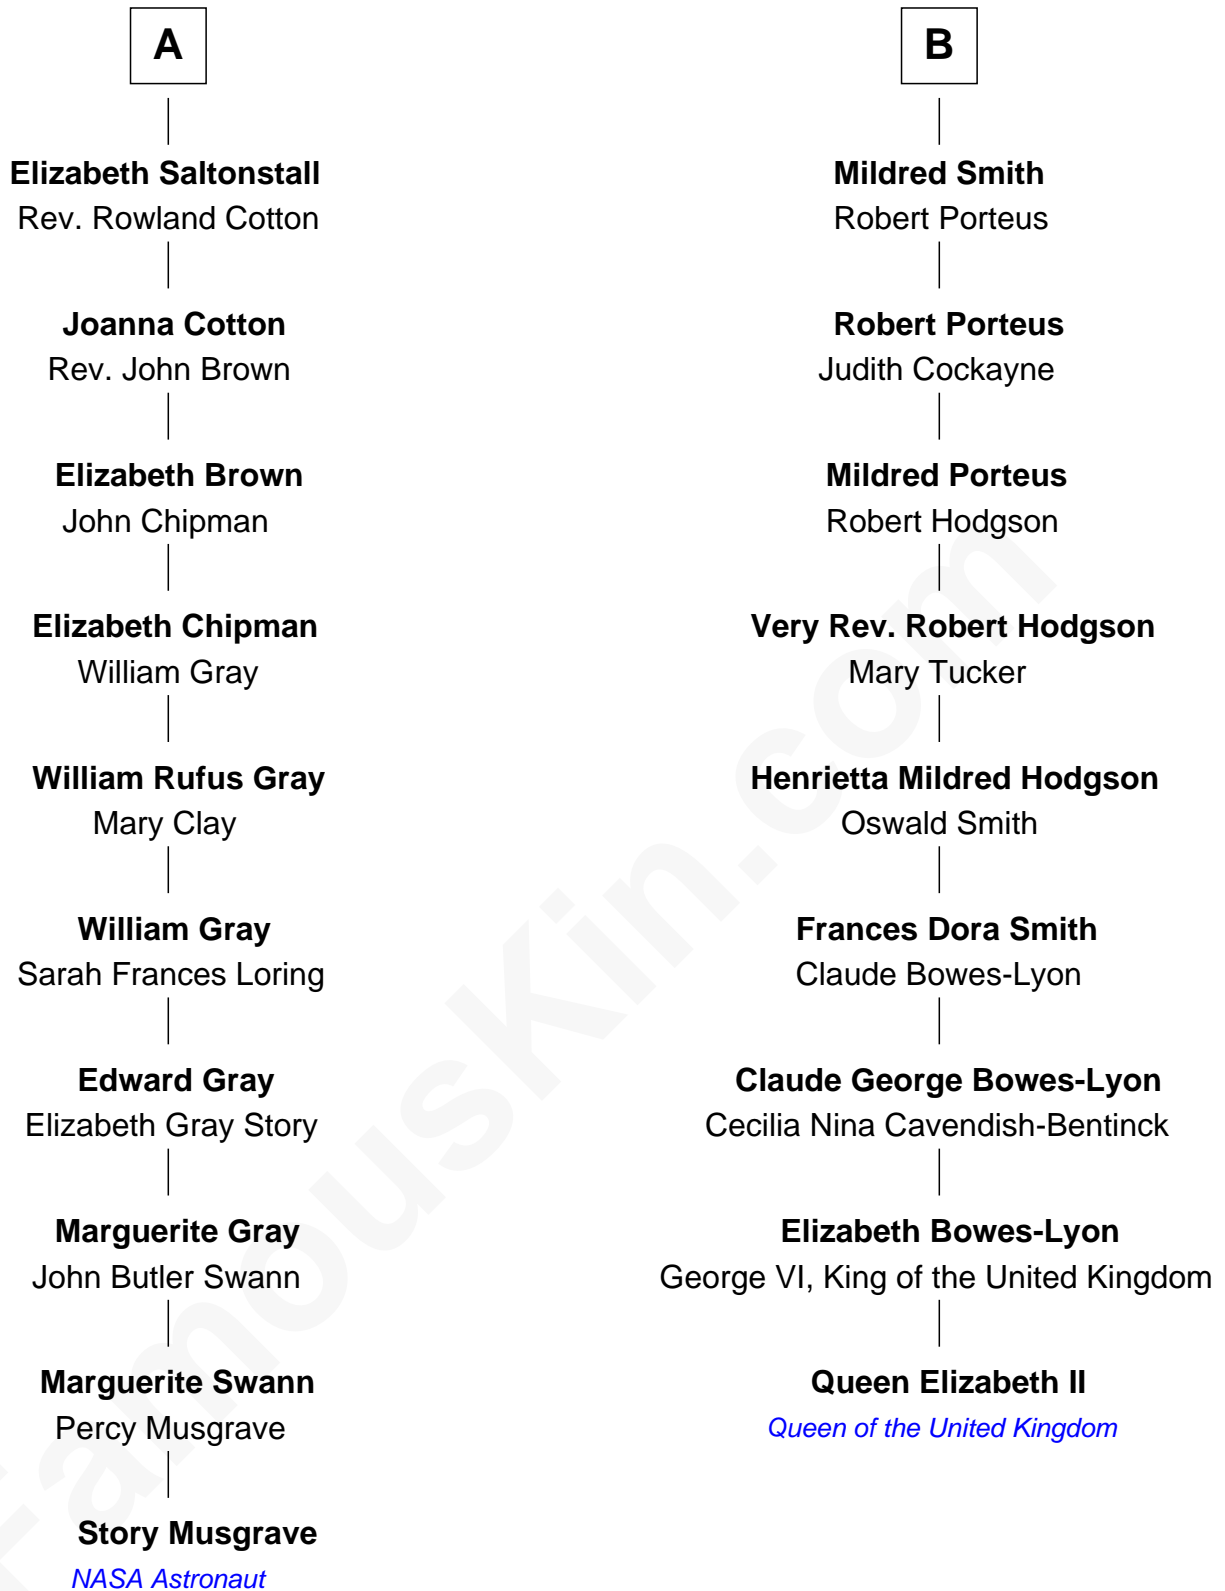 A
Elizabeth Saltonstall
Rev. Rowland Cotton
Joanna Cotton
Rev. John Brown
Elizabeth Brown
John Chipman
Elizabeth Chipman
William Gray
William Rufus Gray
Mary Clay
William Gray
Sarah Frances Loring
Edward Gray
Elizabeth Gray Story
Marguerite Gray
John Butler Swann
Marguerite Swann
Percy Musgrave
Story Musgrave
NASA Astronaut
B
Mildred Smith
Robert Porteus
Robert Porteus
Judith Cockayne
Mildred Porteus
Robert Hodgson
Very Rev. Robert Hodgson
Mary Tucker
Henrietta Mildred Hodgson
Oswald Smith
Frances Dora Smith
Claude Bowes-Lyon
Claude George Bowes-Lyon
Cecilia Nina Cavendish-Bentinck
Elizabeth Bowes-Lyon
George VI, King of the United Kingdom
Queen Elizabeth II
Queen of the United Kingdom
FamousKin.com